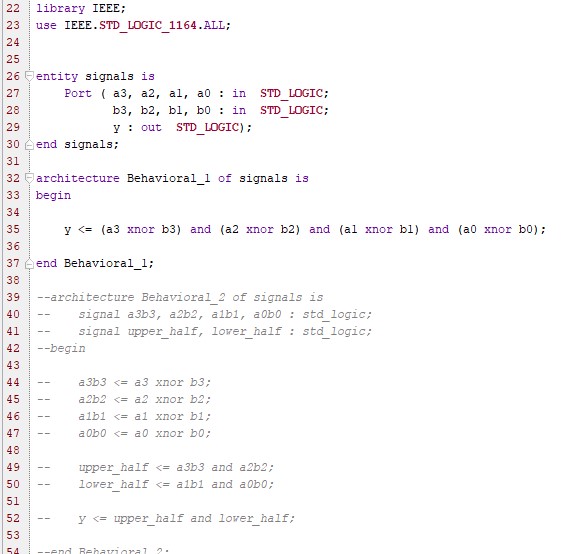 22 library IEEE;
23 use IEEE.STD_LOGIC_1164.ALL;
24
25
26 entity signals is
27     Port ( a3, a2, a1, a0 : in  STD_LOGIC;
28            b3, b2, b1, b0 : in  STD_LOGIC;
29            y : out  STD_LOGIC);
30 end signals;
31
32 architecture Behavioral_1 of signals is
33 begin
34
35     y <= (a3 xnor b3) and (a2 xnor b2) and (a1 xnor b1) and (a0 xnor b0);
36
37 end Behavioral_1;
38
39 --architecture Behavioral_2 of signals is
40 --    signal a3b3, a2b2, a1b1, a0b0 : std_logic;
41 --    signal upper_half, lower_half : std_logic;
42 --begin
43
44 --    a3b3 <= a3 xnor b3;
45 --    a2b2 <= a2 xnor b2;
46 --    a1b1 <= a1 xnor b1;
47 --    a0b0 <= a0 xnor b0;
48
49 --    upper_half <= a3b3 and a2b2;
50 --    lower_half <= a1b1 and a0b0;
51
52 --    y <= upper_half and lower_half;
53
54 --end Behavioral_2;